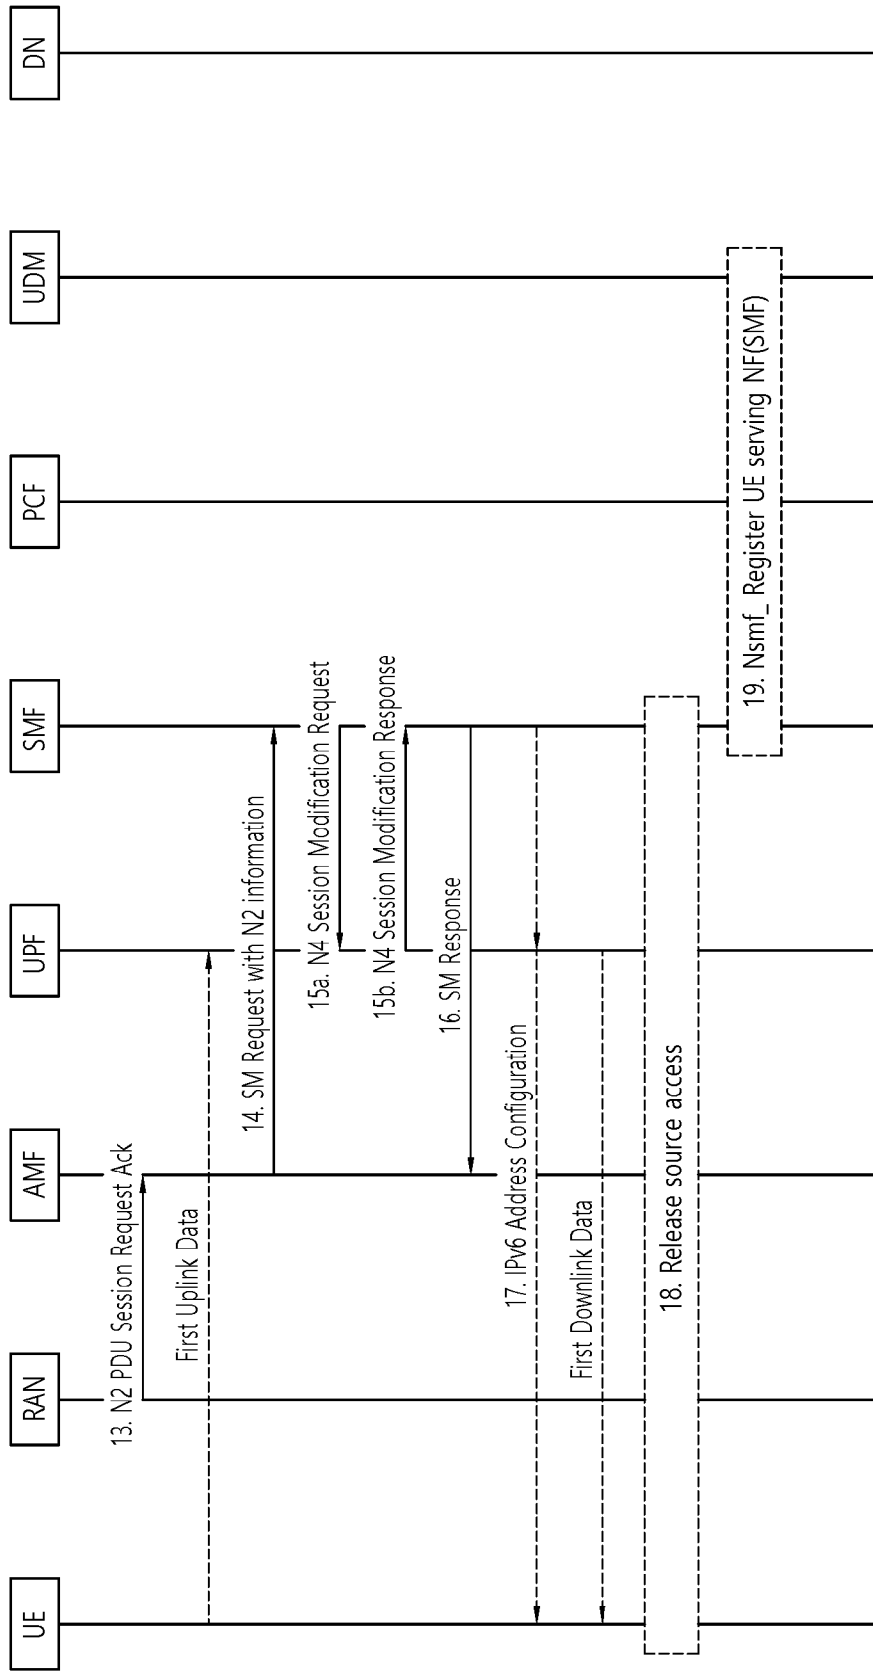 UE
RAN
AMF
UPF
SMF
PCF
UDM
DN
13. N2 PDU Session Request Ack
First Uplink Data
14. SM Request with N2 information
15a. N4 Session Modification Request
15b. N4 Session Modification Response
16. SM Response
17. IPv6 Address Configuration
First Downlink Data
18. Release source access
19. Nsmf_ Register UE serving NF(SMF)